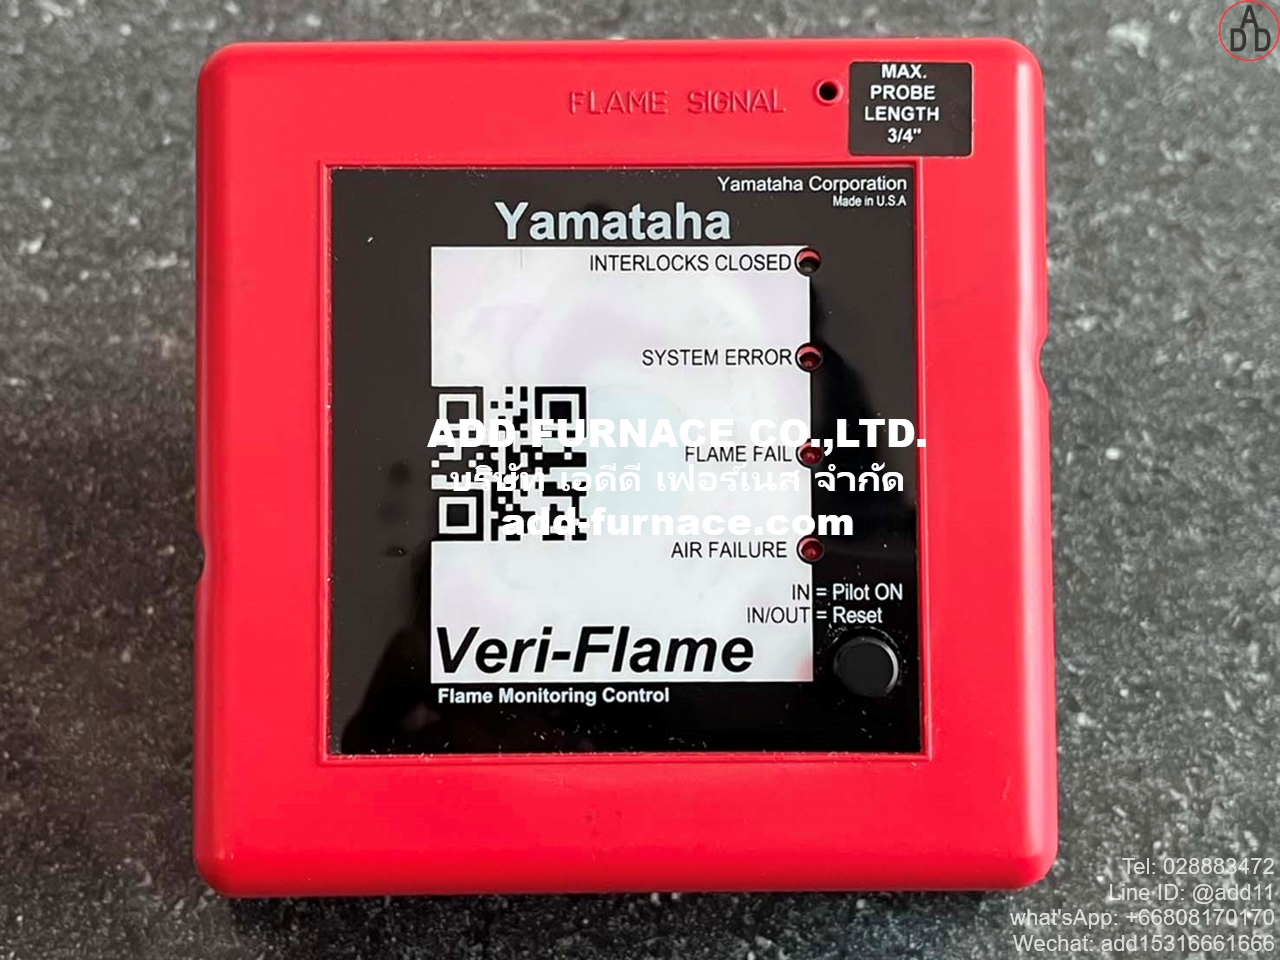 ADD
FLAME SIGNAL
MAX.
PROBE
LENGTH
3/4"
Yamataha Corporation
Made in U.S.A
Yamataha
INTERLOCKS CLOSED
SYSTEM ERROR
ADD FURNACE CO.,LTD.
FLAME FAIL
บริษัท เอดีดี เฟอร์เนส จำกัด
add-furnace.com
AIR FAILURE
IN = Pilot ON
IN/OUT = Reset
Veri-Flame
Flame Monitoring Control
Tel: 028883472
Line ID: @add11
what'sApp: +66808170170
Wechat: add15316661666